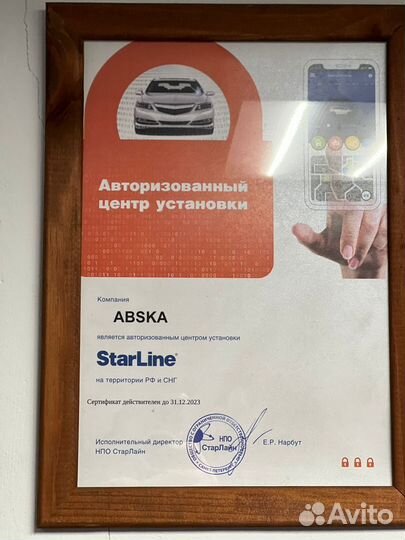 Авторизованный
центр установки
Компания
ABSKA
является авторизованным центром установки
StarLine®
на территории РФ и СНГ
Сертификат действителен до 31.12.2023
Исполнительный директор
НПО СтарЛайн
НПО
СтарЛайн
Е.Р. Нарбут
Avito